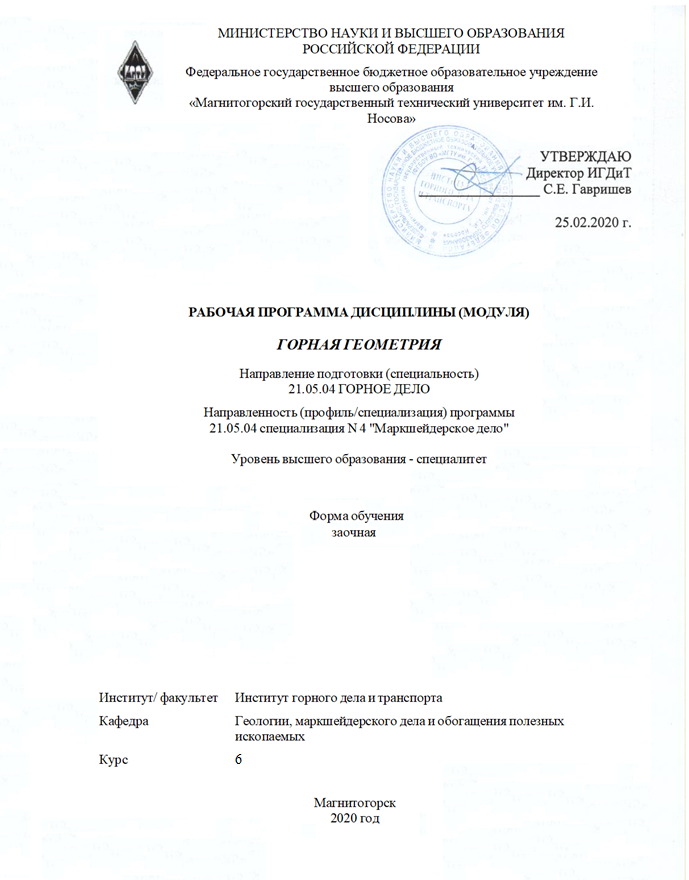 МИНИСТЕРСТВО НАУКИ И ВЫСШЕГО ОБРАЗОВАНИЯ
РОССИЙСКОЙ ФЕДЕРАЦИИ
Федеральное государственное бюджетное образовательное учреждение
высшего образования
«Магнитогорский государственный технический университет им. Г.И.
Носова»
УТВЕРЖДАЮ
Директор ИГДиТ
С.Е. Гавришев
25.02.2020 г.
РАБОЧАЯ ПРОГРАММА ДИСЦИПЛИНЫ (МОДУЛЯ)
ГОРНАЯ ГЕОМЕТРИЯ
Направление подготовки (специальность)
21.05.04 ГОРНОЕ ДЕЛО
Направленность (профиль/специализация) программы
21.05.04 специализация N 4 "Маркшейдерское дело"
Уровень высшего образования - специалитет
Форма обучения
заочная
Институт/ факультет Институт горного дела и транспорта
Кафедра Геологии, маркшейдерского дела и обогащения полезных
ископаемых
Курс 6
Магнитогорск
2020 год